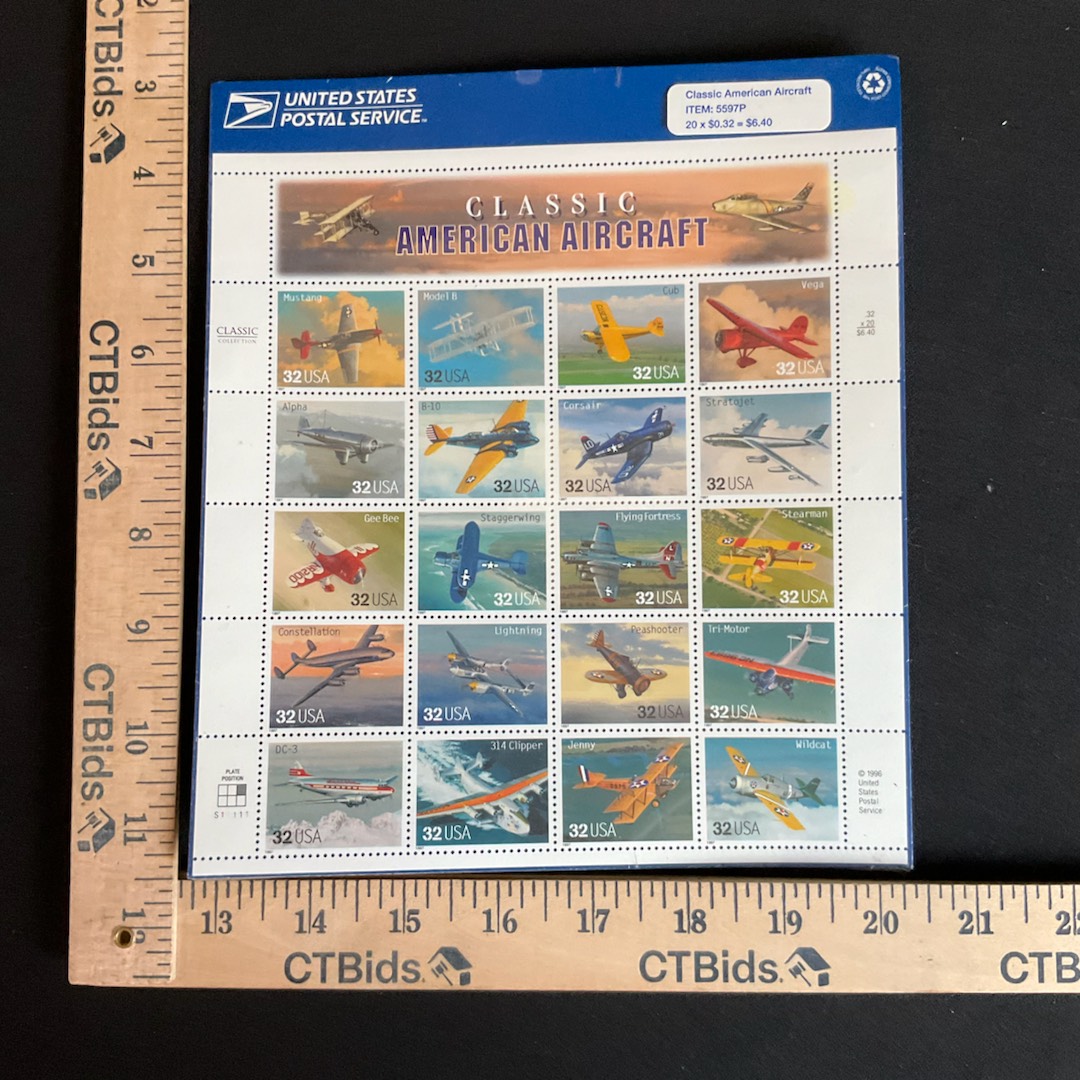 UNITED STATES
POSTAL SERVICE™
Classic American Aircraft
ITEM: 5597P
20 x $0.32 = $6.40
CLASSIC
AMERICAN AIRCRAFT
CLASSIC
COLLECTION
.32
x 20
$6.40
Mustang
32 USA
Model B
32 USA
Cub
32 USA
Vega
32 USA
Alpha
32 USA
B-10
32 USA
Corsair
32 USA
Stratojet
32 USA
Gee Bee
NR2100
32 USA
Staggerwing
32 USA
Flying Fortress
32 USA
Stearman
32 USA
Constellation
32 USA
Lightning
32 USA
Peashooter
32 USA
Tri-Motor
32 USA
DC-3
32 USA
314 Clipper
32 USA
Jenny
32 USA
Wildcat
32 USA
PLATE
POSITION
© 1996
United
States
Postal
Service
CTBids.
CTBids.
CTBids.
2
3
4
5
6
7
8
9
10
11
12
13 14 15 16 17 18 19 20 21
CTBids. CTBids. CTB